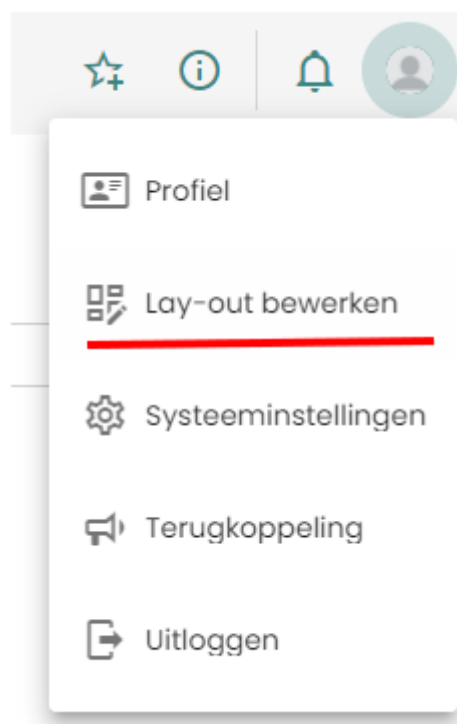 Profiel
Lay-out bewerken
Systeeminstellingen
Terugkoppeling
Uitloggen